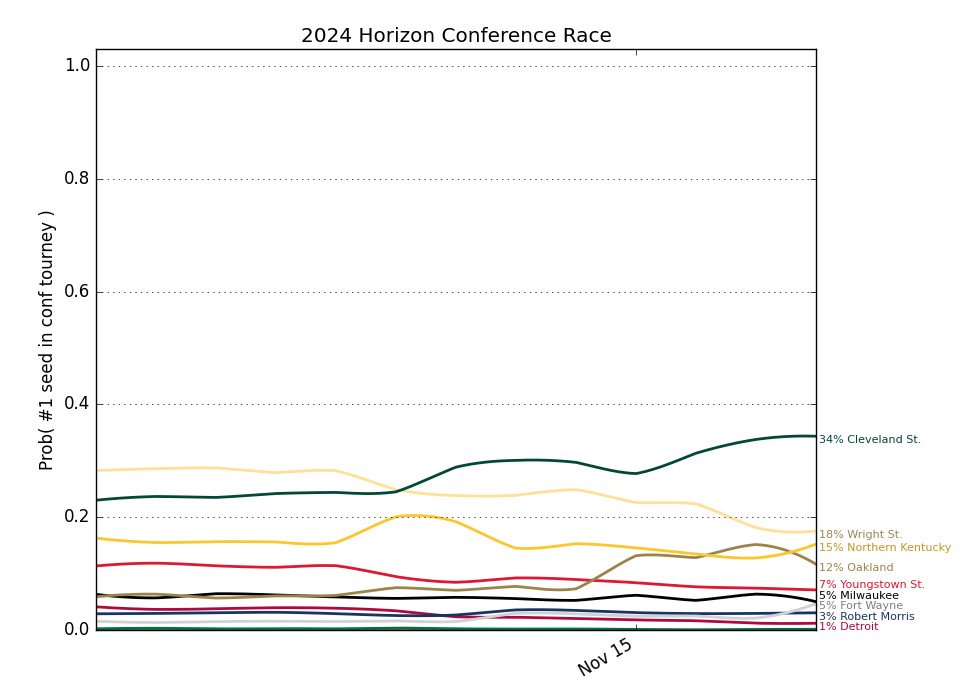 2024 Horizon Conference Race
Prob( #1 seed in conf tourney )
1.0
0.8
0.6
0.4
0.2
0.0
Nov 15
34% Cleveland St.
18% Wright St.
15% Northern Kentucky
12% Oakland
7% Youngstown St.
5% Milwaukee
5% Fort Wayne
3% Robert Morris
1% Detroit